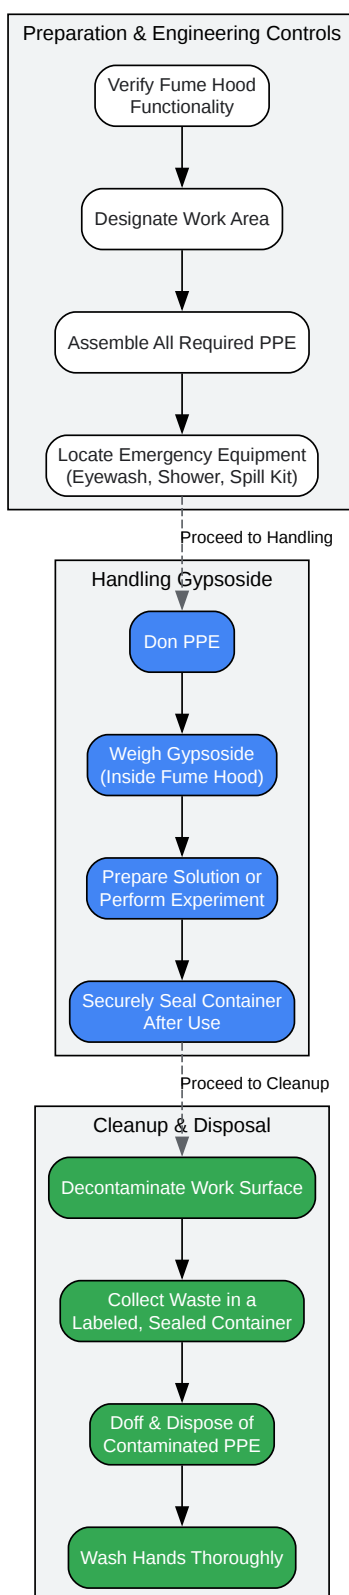 Preparation & Engineering Controls
Verify Fume Hood
Functionality
Designate Work Area
Assemble All Required PPE
Locate Emergency Equipment
(Eyewash, Shower, Spill Kit)
Proceed to Handling
Handling Gypsoside
Don PPE
Weigh Gypsoside
(Inside Fume Hood)
Prepare Solution or
Perform Experiment
Securely Seal Container
After Use
Proceed to Cleanup
Cleanup & Disposal
Decontaminate Work Surface
Collect Waste in a
Labeled, Sealed Container
Doff & Dispose of
Contaminated PPE
Wash Hands Thoroughly